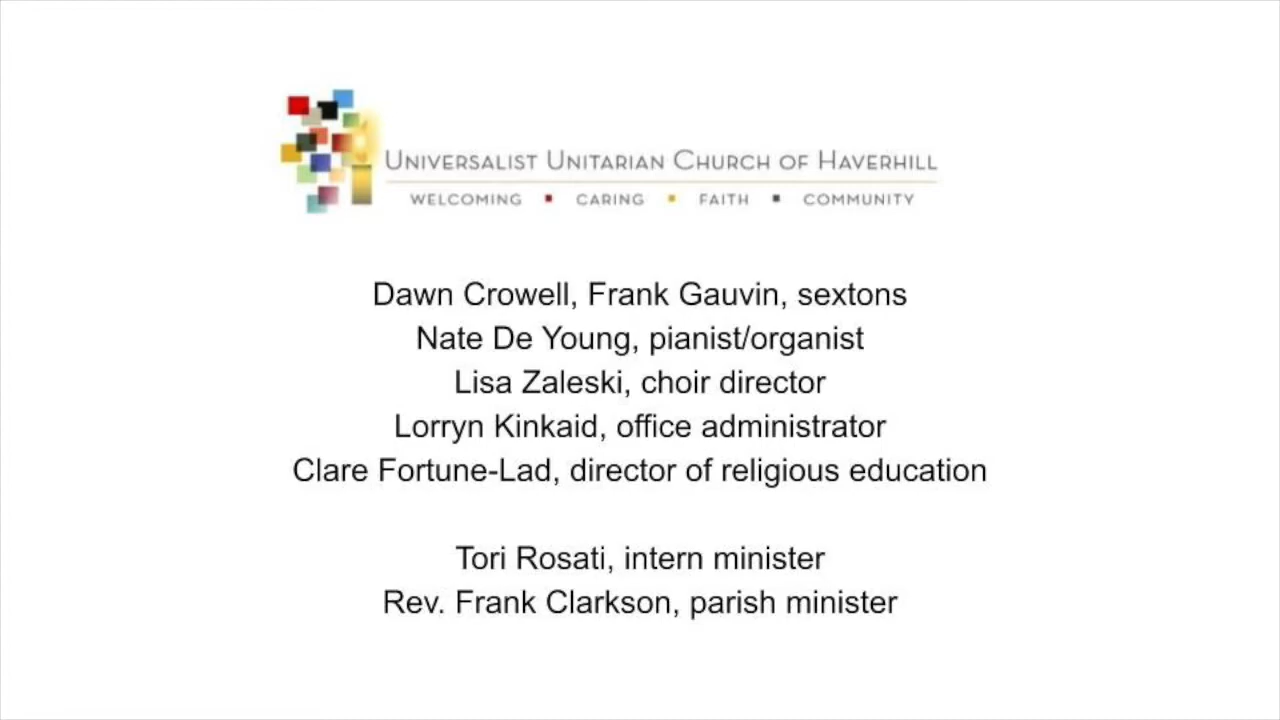 UNIVERSALIST UNITARIAN CHURCH OF HAVERHILL
WELCOMING ▪ CARING ▪ FAITH ▪ COMMUNITY
Dawn Crowell, Frank Gauvin, sextons
Nate De Young, pianist/organist
Lisa Zaleski, choir director
Lorryn Kinkaid, office administrator
Clare Fortune-Lad, director of religious education
Tori Rosati, intern minister
Rev. Frank Clarkson, parish minister